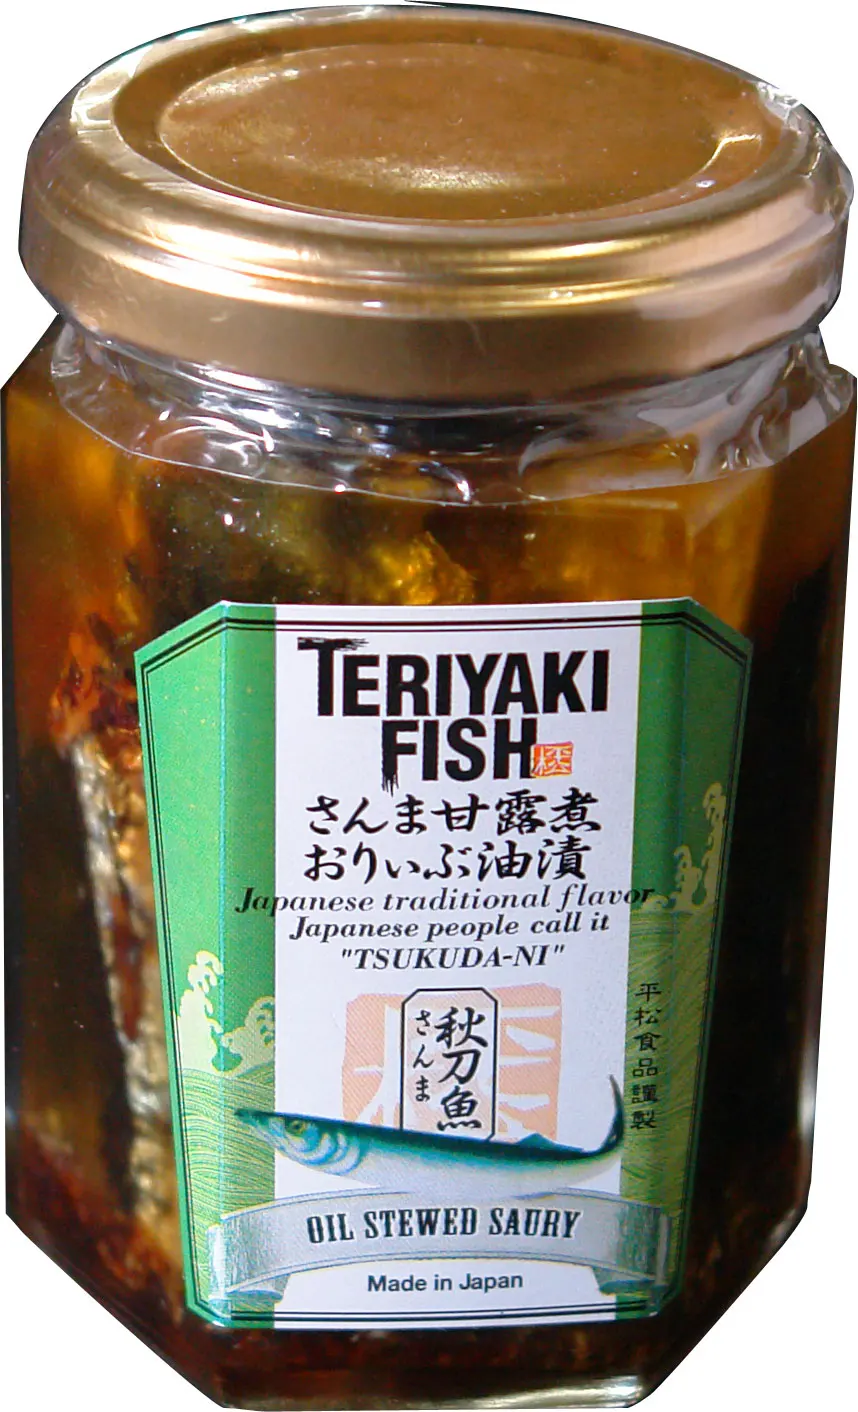 TERIYAKI
FISH
さんま甘露煮
おりぃぶ油漬
Japanese traditional flavor
Japanese people call it
"TSUKUDA-NI"
秋刀魚
さんま
平松食品謹製
OIL STEWED SAURY
Made in Japan